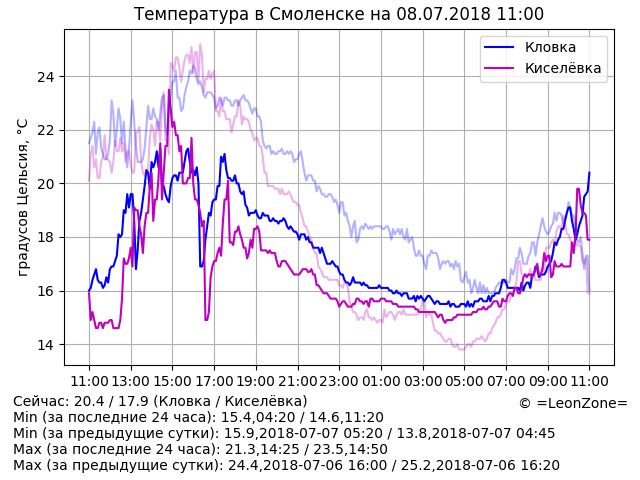 Температура в Смоленске на 08.07.2018 11:00
Кловка
Киселёвка
градусов Цельсия, °C
24
22
20
18
16
14
11:00 13:00 15:00 17:00 19:00 21:00 23:00 01:00 03:00 05:00 07:00 09:00 11:00
Сейчас: 20.4 / 17.9 (Кловка / Киселёвка)
© =LeonZone=
Min (за последние 24 часа): 15.4,04:20 / 14.6,11:20
Min (за предыдущие сутки): 15.9,2018-07-07 05:20 / 13.8,2018-07-07 04:45
Max (за последние 24 часа): 21.3,14:25 / 23.5,14:50
Max (за предыдущие сутки): 24.4,2018-07-06 16:00 / 25.2,2018-07-06 16:20